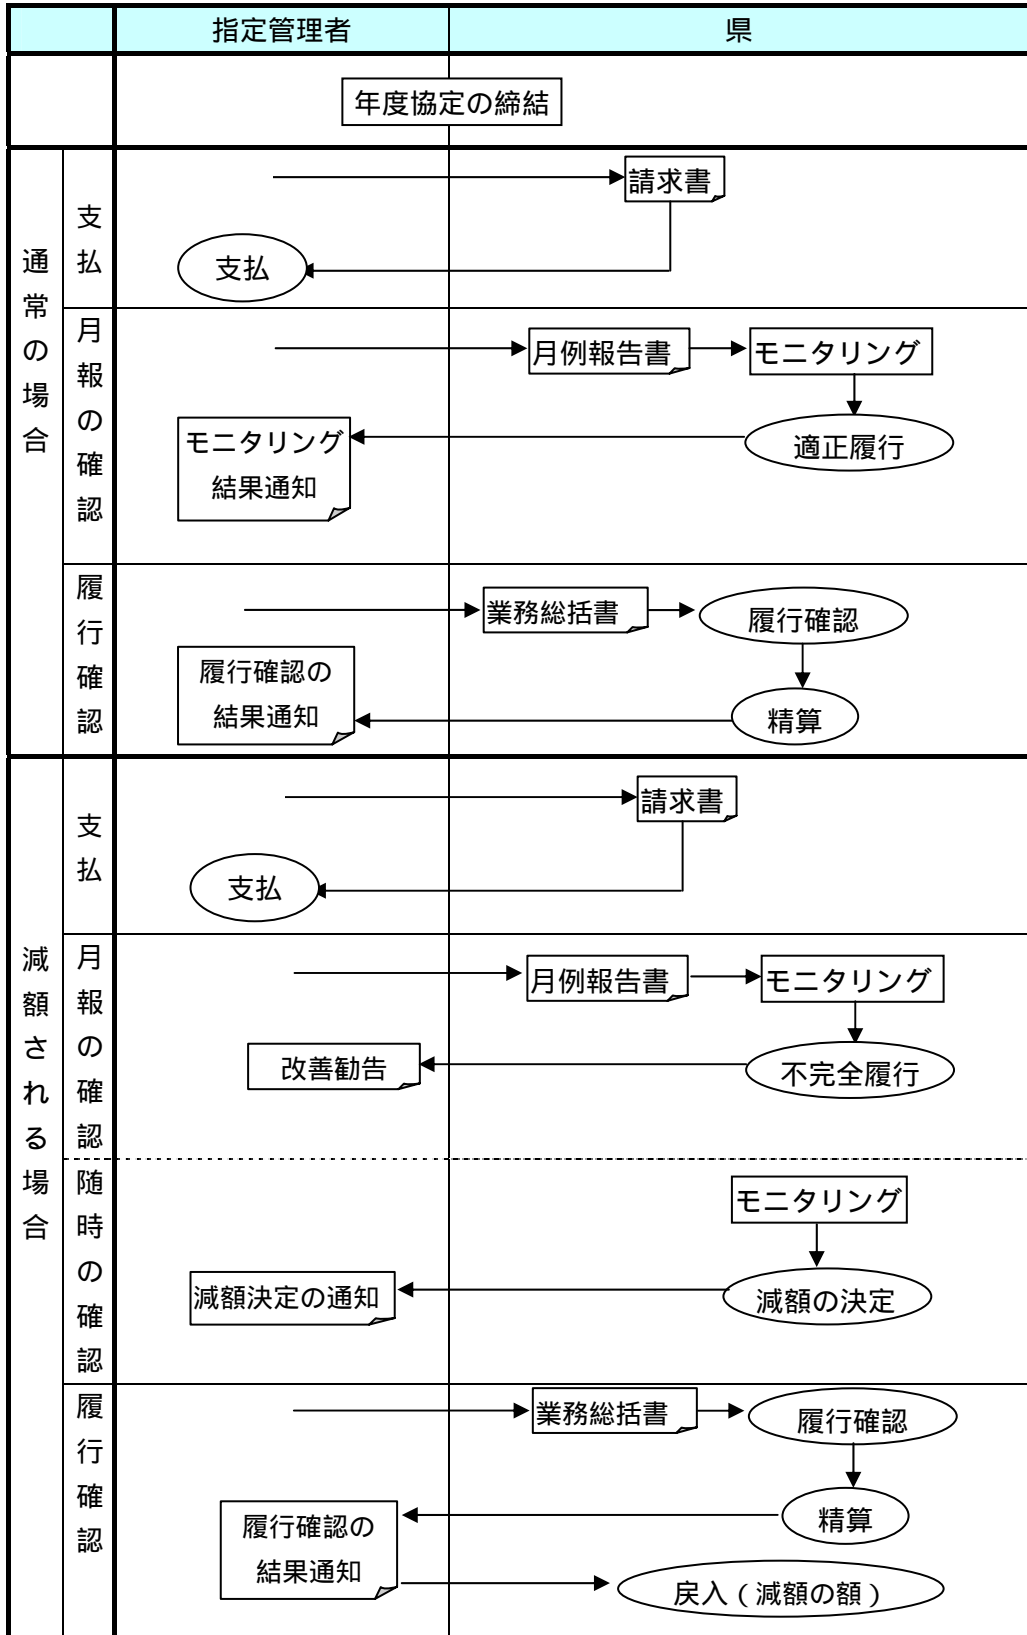 指定管理者
県
年度協定の締結
通常の場合
支払
請求書
支払
月報の確認
月例報告書
モニタリング
適正履行
モニタリング
結果通知
履行確認
業務総括書
履行確認
履行確認の
結果通知
精算
減額される場合
支払
請求書
支払
月報の確認
月例報告書
モニタリング
改善勧告
不完全履行
随時の確認
モニタリング
減額決定の通知
減額の決定
履行確認
業務総括書
履行確認
履行確認の
結果通知
精算
戻入(減額の額)